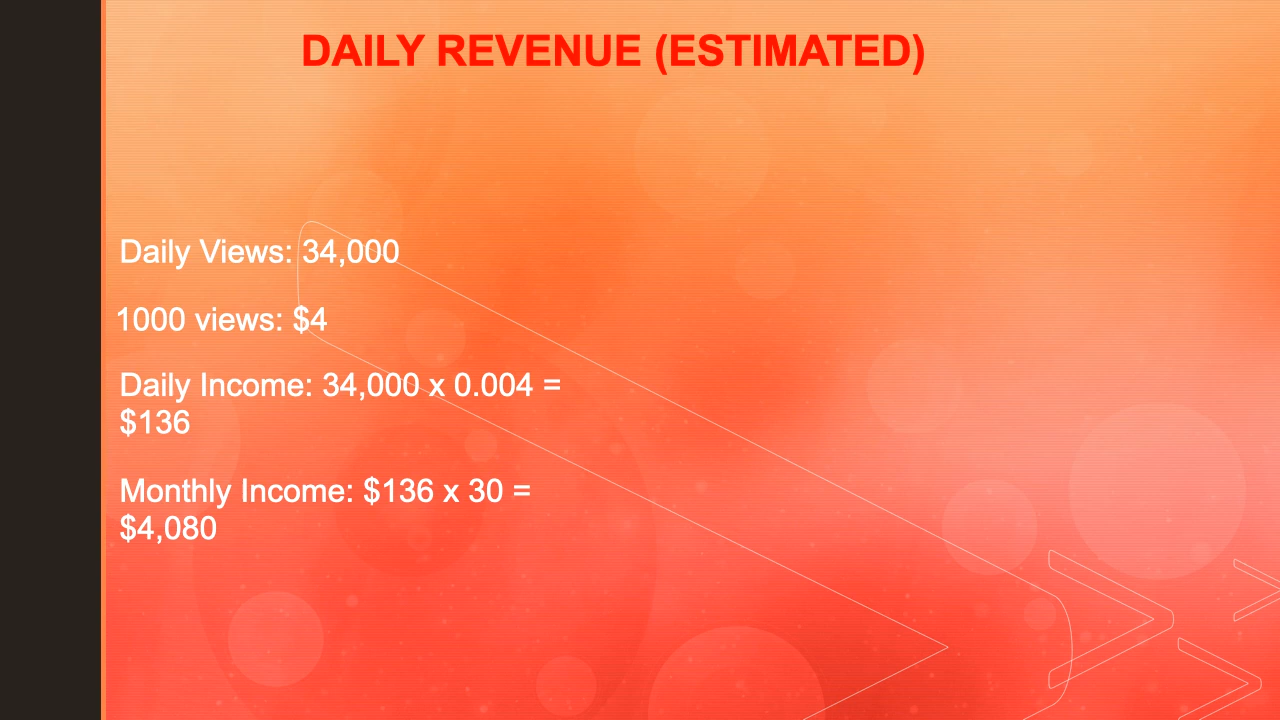 DAILY REVENUE (ESTIMATED)
Daily Views: 34,000
1000 views: $4
Daily Income: 34,000 x 0.004 =
$136
Monthly Income: $136 x 30 =
$4,080